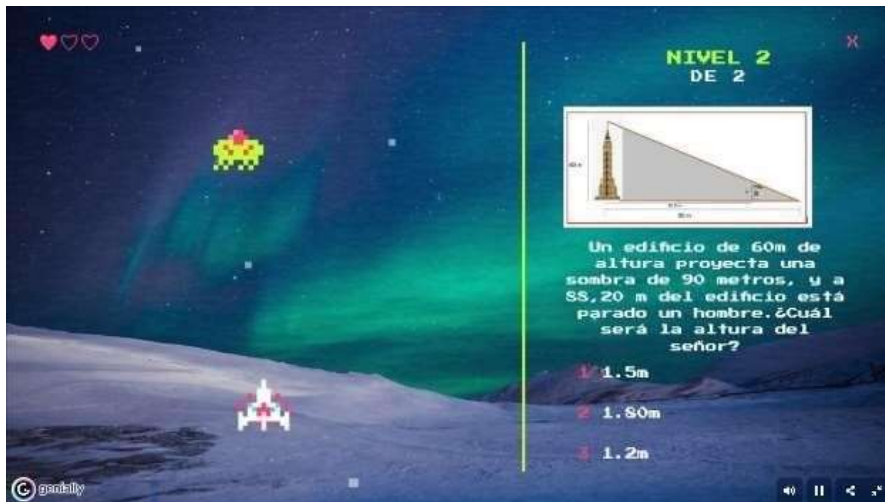 NIVEL 2
X
DE 2
Un edificio de 60m de
altura proyecta una
sombra de 90 metros, y a
88,20 m del edificio está
parado un hombre.¿Cuál
será la altura del
señor?
1 1.5m
2 1.80m
3 1.2m
genially